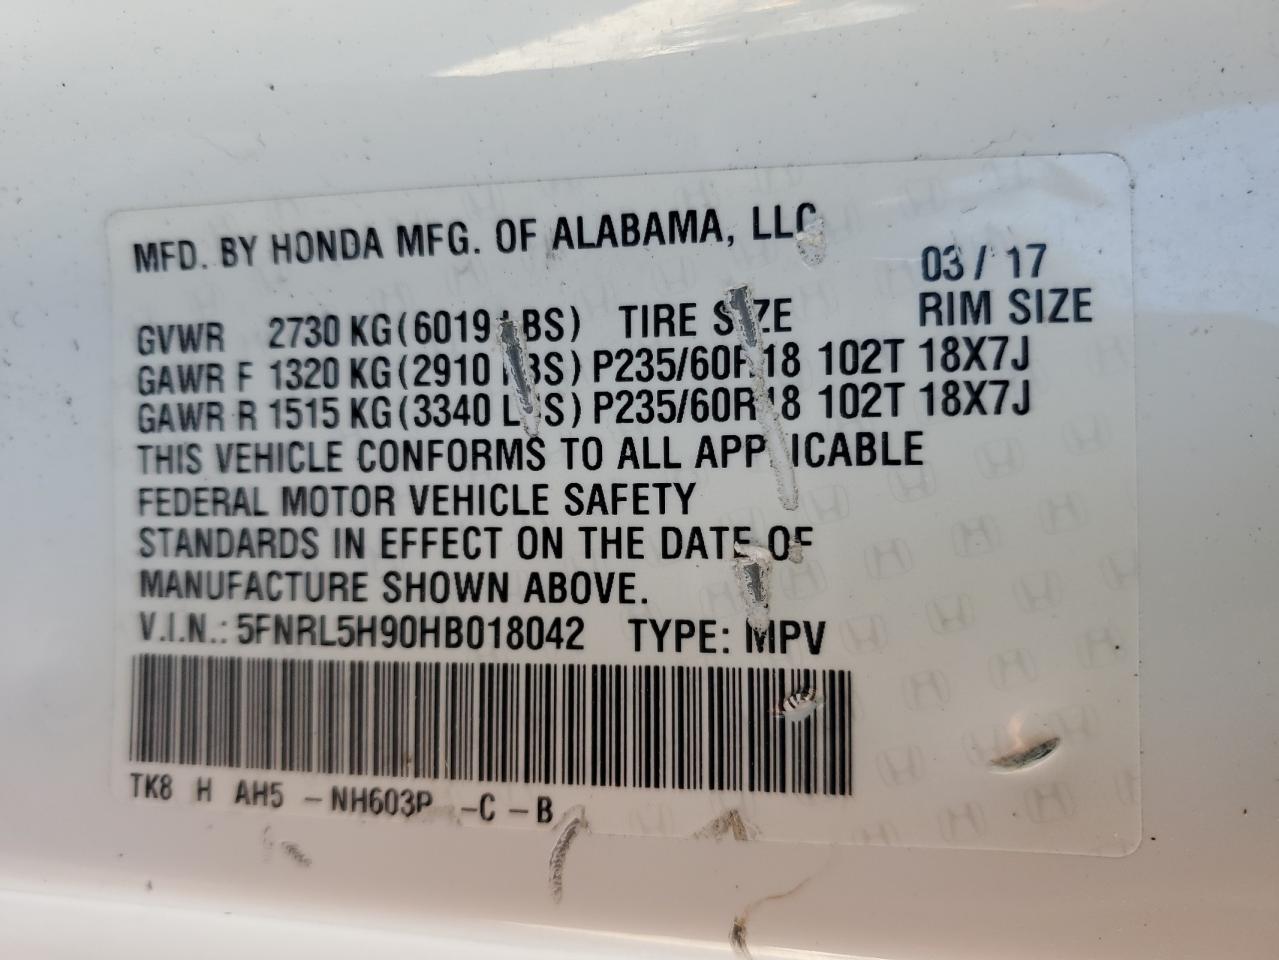 MFD. BY HONDA MFG. OF ALABAMA, LLC
03 / 17
GVWR 2730 KG (6019 LBS) TIRE SIZE RIM SIZE
GAWR F 1320 KG (2910 LBS) P235/60R18 102T 18X7J
GAWR R 1515 KG (3340 LBS) P235/60R18 102T 18X7J
THIS VEHICLE CONFORMS TO ALL APPLICABLE
FEDERAL MOTOR VEHICLE SAFETY
STANDARDS IN EFFECT ON THE DATE OF
MANUFACTURE SHOWN ABOVE.
V.I.N.: 5FNRL5H90HB018042 TYPE: MPV
TK8 H AH5 - NH603P - C - B